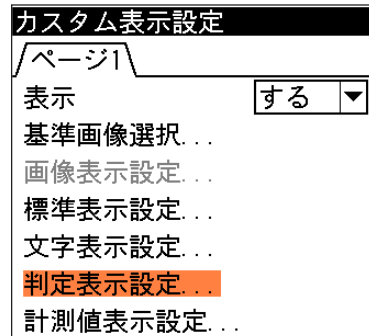 カスタム表示設定
ページ1
表示 する ▼
基準画像選択...
画像表示設定...
標準表示設定...
文字表示設定...
判定表示設定...
計測値表示設定...